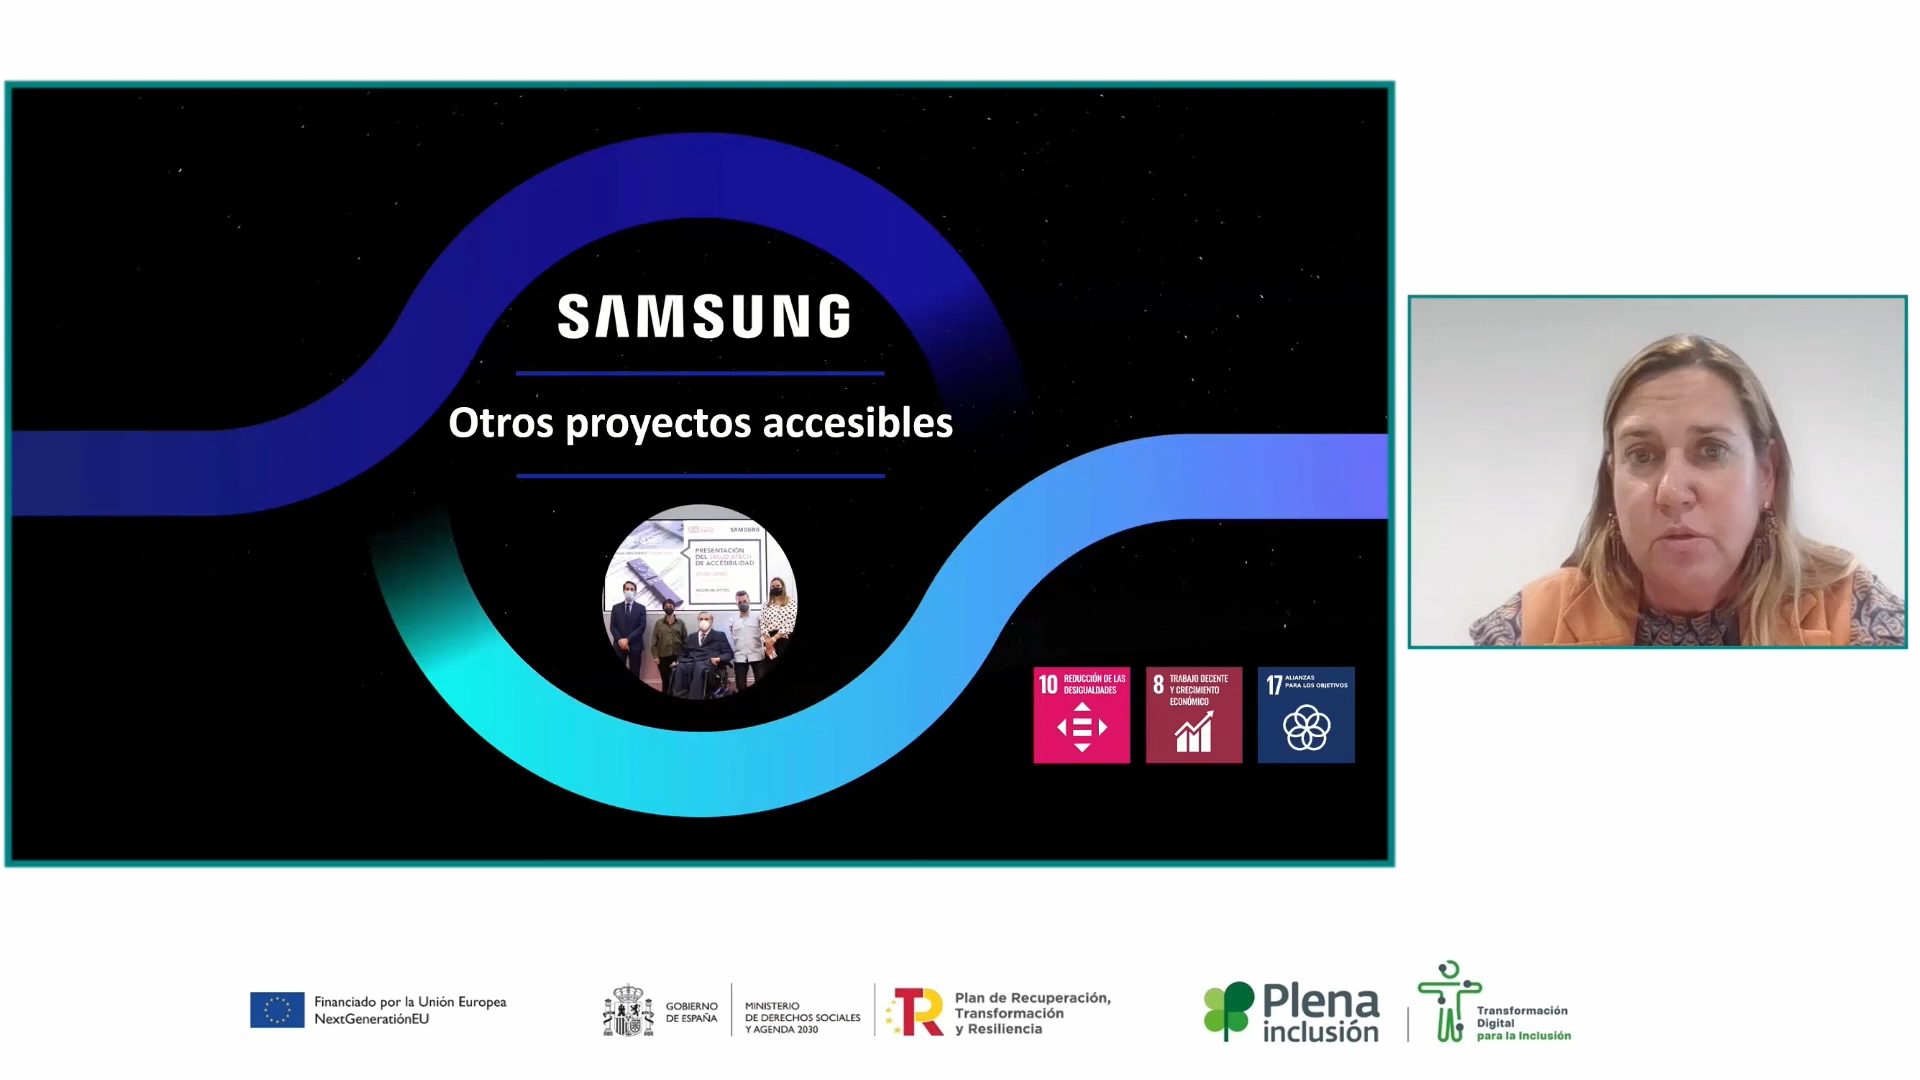 SAMSUNG
Otros proyectos accesibles
SAMSUNG
PRESENTACIÓN
DEL SELLO ATECH
DE ACCESIBILIDAD
10 REDUCCIÓN DE LAS
DESIGUALDADES
8 TRABAJO DECENTE
Y CRECIMIENTO
ECONÓMICO
17 ALIANZAS
PARA LOS OBJETIVOS
Financiado por la Unión Europea
NextGenerationEU
GOBIERNO
DE ESPAÑA
MINISTERIO
DE DERECHOS SOCIALES
Y AGENDA 2030
TR
Plan de Recuperación,
Transformación
y Resiliencia
Plena
inclusión
Transformación
Digital
para la Inclusión